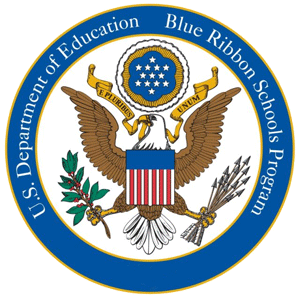 U.S. Department of Education
Blue Ribbon Schools Program
E PLURIBUS
UNUM